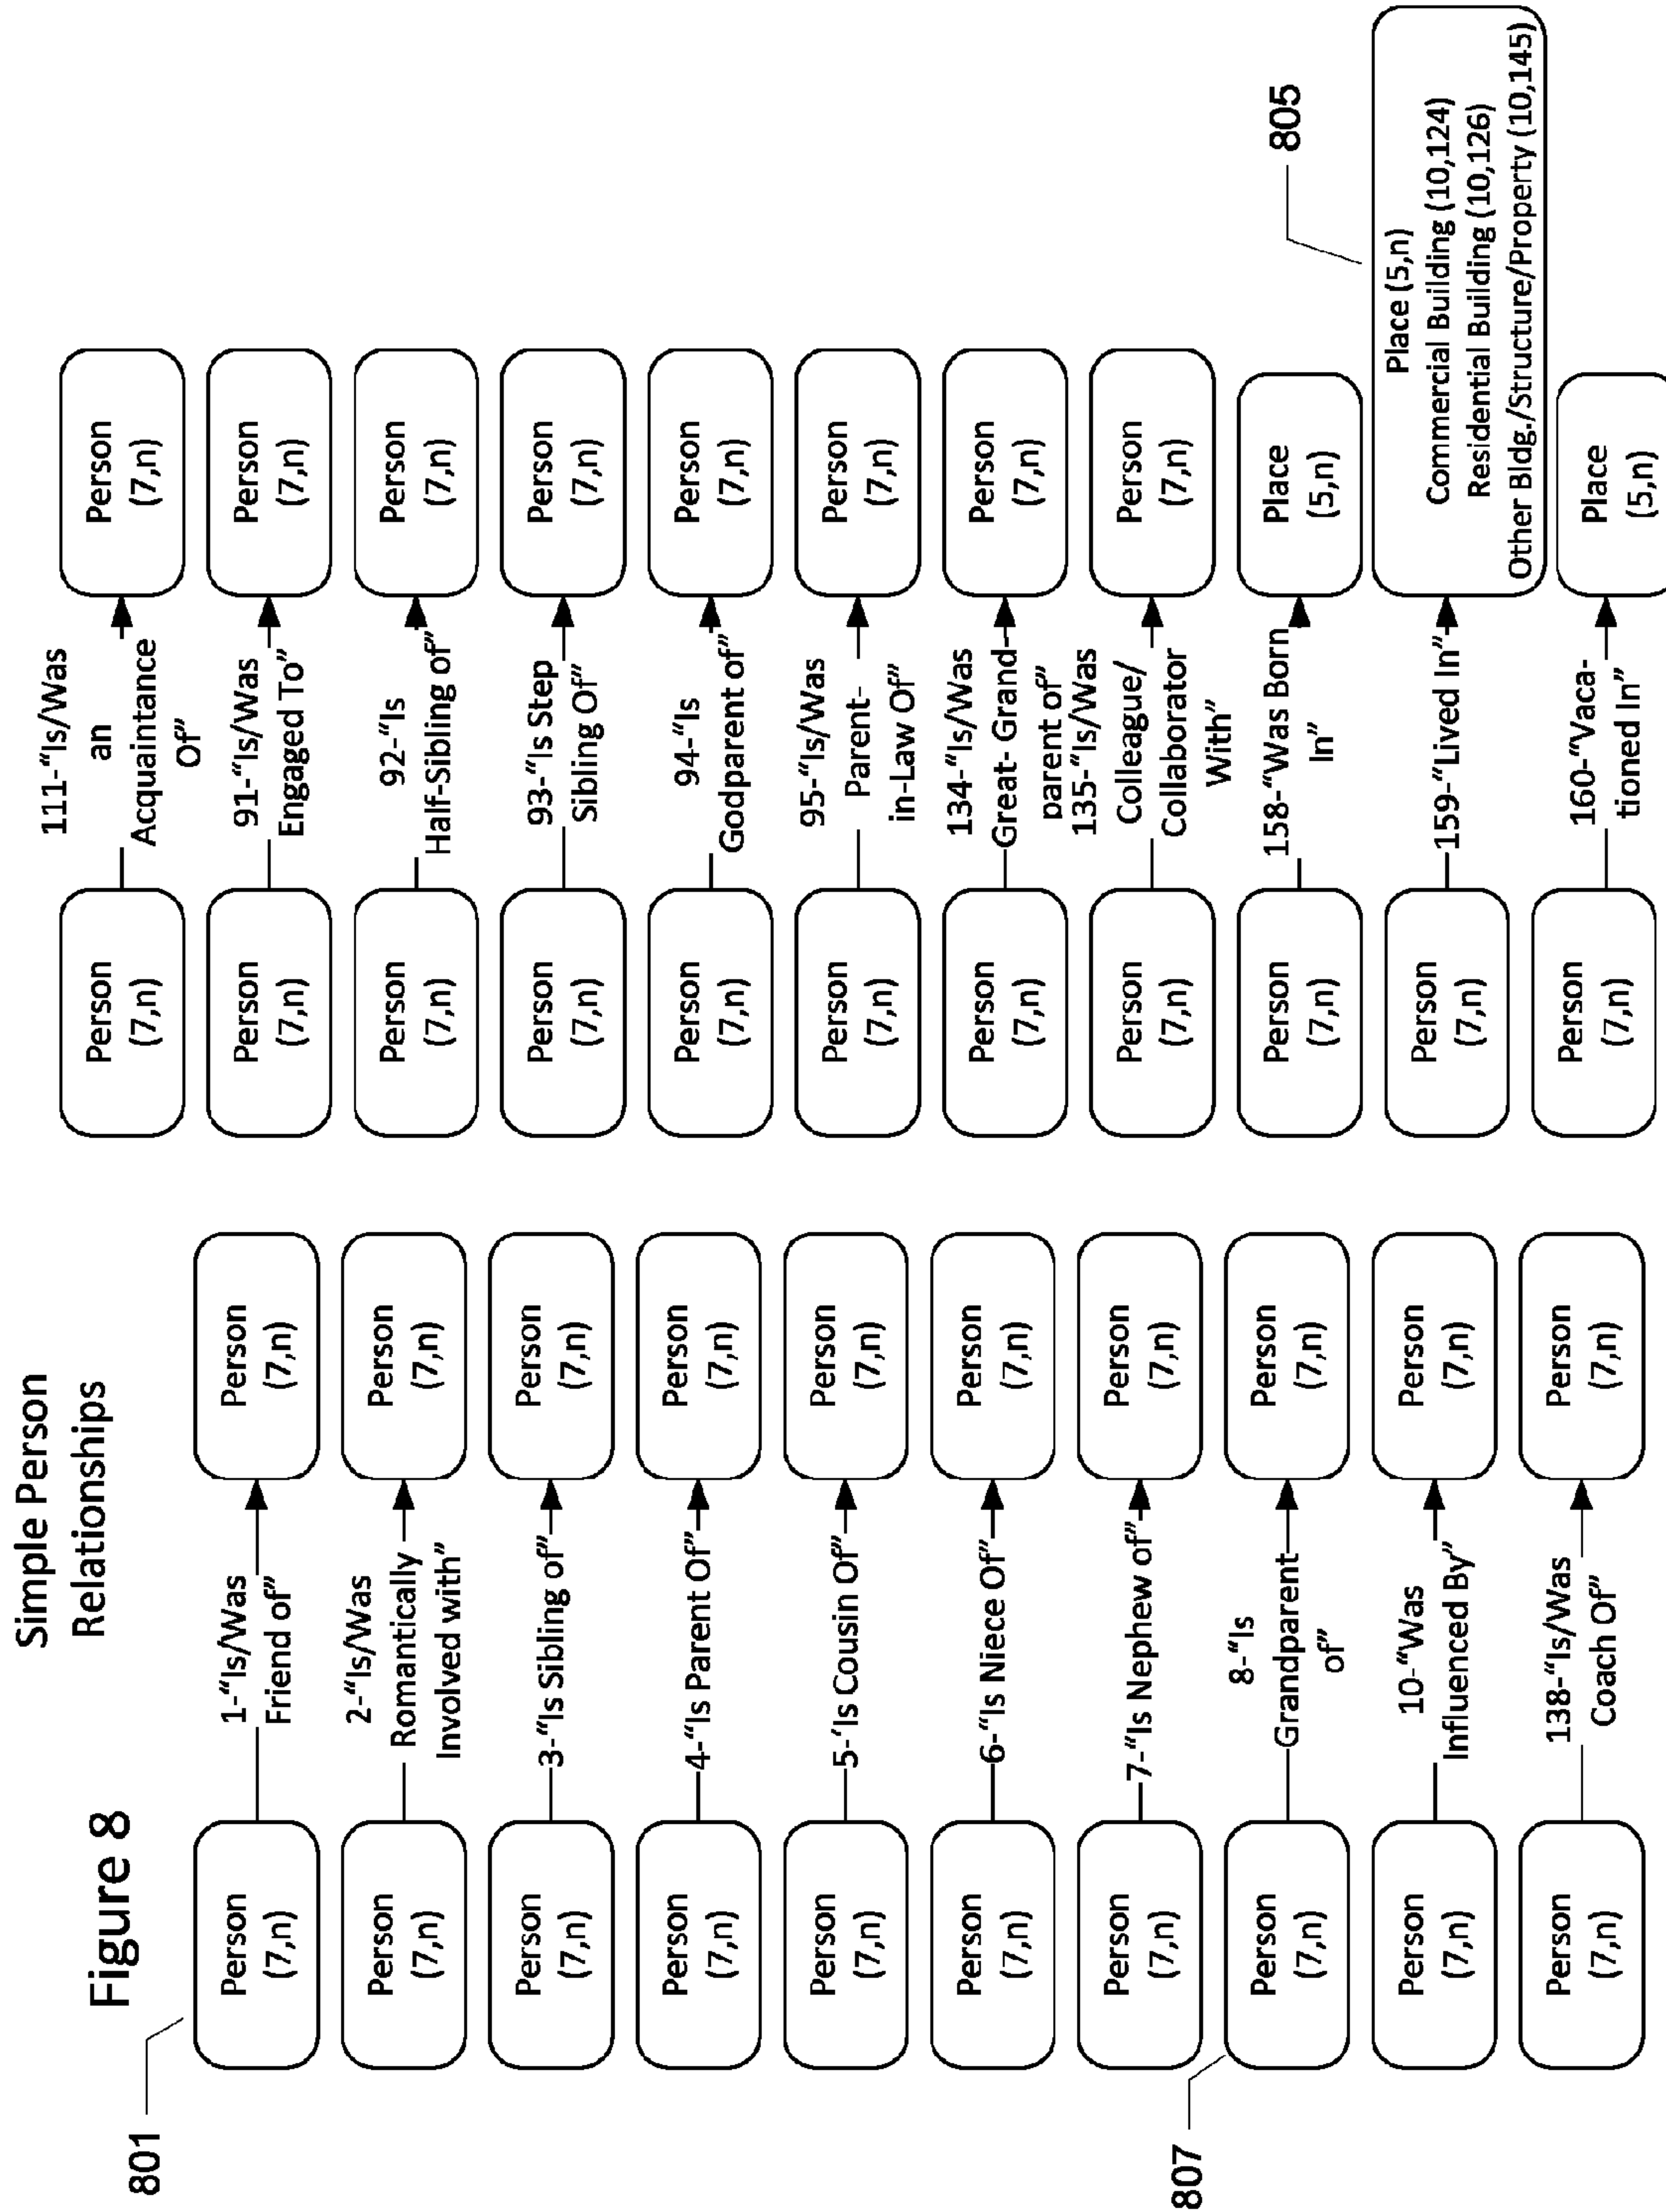 Figure 8
Simple Person
Relationships
801
Person
(7,n)
1-“Is/Was
Friend of”
Person
(7,n)
Person
(7,n)
2-“Is/Was
Romantically
Involved with”
Person
(7,n)
Person
(7,n)
3-“Is Sibling of”
Person
(7,n)
Person
(7,n)
4-“Is Parent Of”
Person
(7,n)
Person
(7,n)
5-‘Is Cousin Of”
Person
(7,n)
Person
(7,n)
6-“Is Niece Of”
Person
(7,n)
Person
(7,n)
7-“Is Nephew of”
Person
(7,n)
807
Person
(7,n)
8-“Is
Grandparent
of”
Person
(7,n)
Person
(7,n)
10-“Was
Influenced By”
Person
(7,n)
Person
(7,n)
138-“Is/Was
Coach Of”
Person
(7,n)
Person
(7,n)
111-“Is/Was
an
Acquaintance
Of”
Person
(7,n)
Person
(7,n)
91-“Is/Was
Engaged To”
Person
(7,n)
Person
(7,n)
92-“Is
Half-Sibling of”
Person
(7,n)
Person
(7,n)
93-“Is Step
Sibling Of”
Person
(7,n)
Person
(7,n)
94-“Is
Godparent of”
Person
(7,n)
Person
(7,n)
95-“Is/Was
Parent-
in-Law Of”
Person
(7,n)
Person
(7,n)
134-“Is/Was
Great- Grand-
parent of”
Person
(7,n)
Person
(7,n)
135-“Is/Was
Colleague/
Collaborator
With”
Person
(7,n)
Person
(7,n)
158-“Was Born
In”
Place
(5,n)
Person
(7,n)
159-“Lived In”
805
Place (5,n)
Commercial Building (10,124)
Residential Building (10,126)
Other Bldg./Structure/Property (10,145)
Person
(7,n)
160-“Vaca-
tioned In”
Place
(5,n)